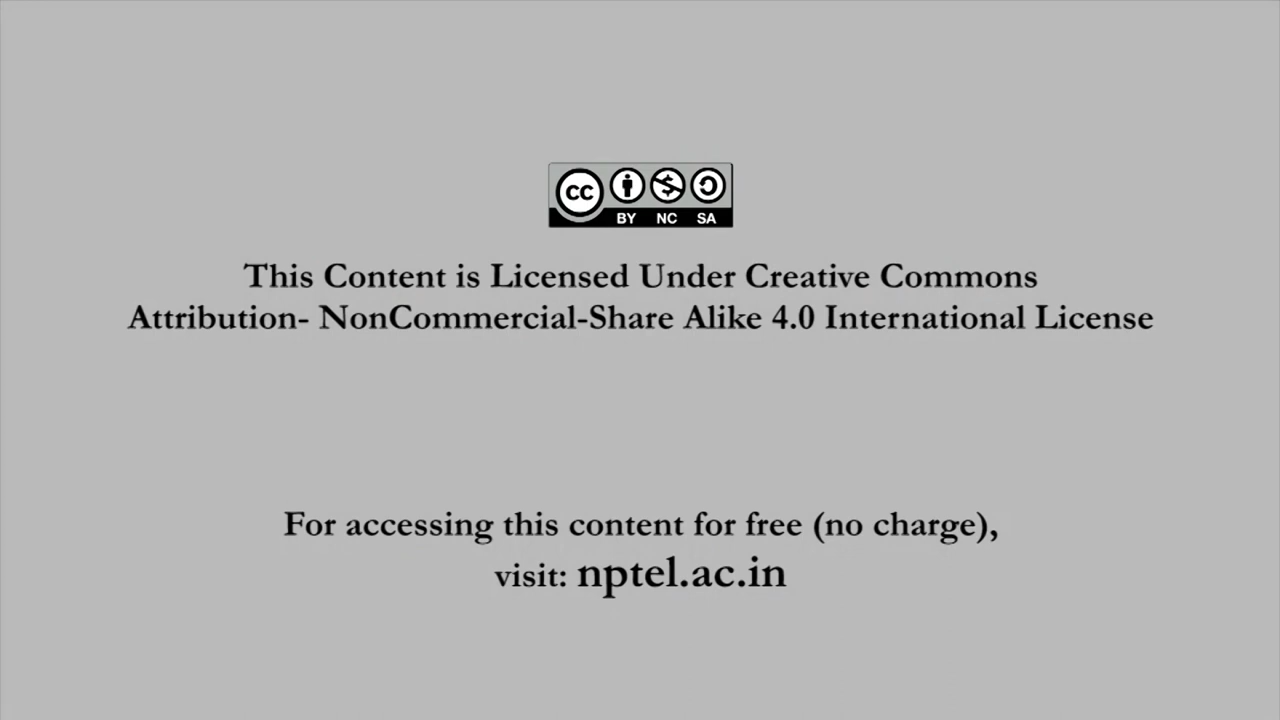 CC BY NC SA
This Content is Licensed Under Creative Commons
Attribution- NonCommercial-Share Alike 4.0 International License
For accessing this content for free (no charge),
visit: nptel.ac.in